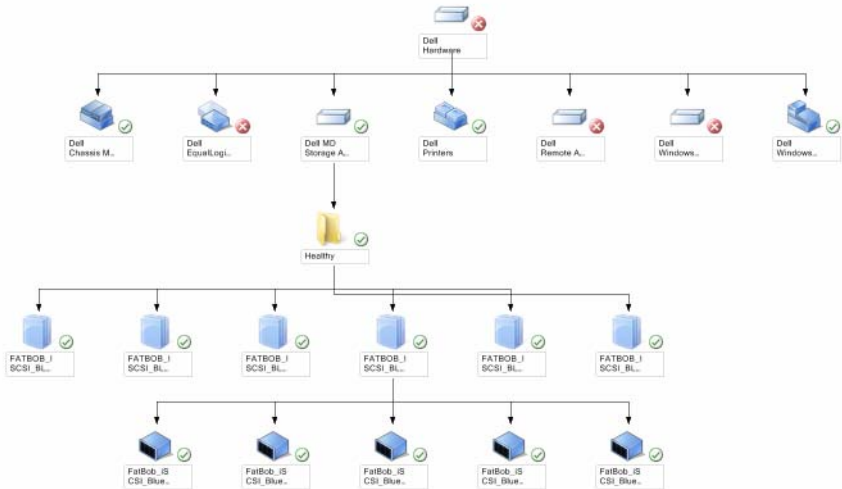 Dell
Hardware
Dell
Chassis M...
Dell
EqualLogi...
Dell MD
Storage A...
Dell
Printers
Dell
Remote A...
Dell
Windows...
Dell
Windows...
Healthy
FATBOB_I
SCSI_BL...
FATBOB_I
SCSI_BL...
FATBOB_I
SCSI_BL...
FATBOB_I
SCSI_BL...
FATBOB_I
SCSI_BL...
FATBOB_I
SCSI_BL...
FatBob_iS
CSI_Blue...
FatBob_iS
CSI_Blue...
FatBob_iS
CSI_Blue...
FatBob_iS
CSI_Blue...
FatBob_iS
CSI_Blue...